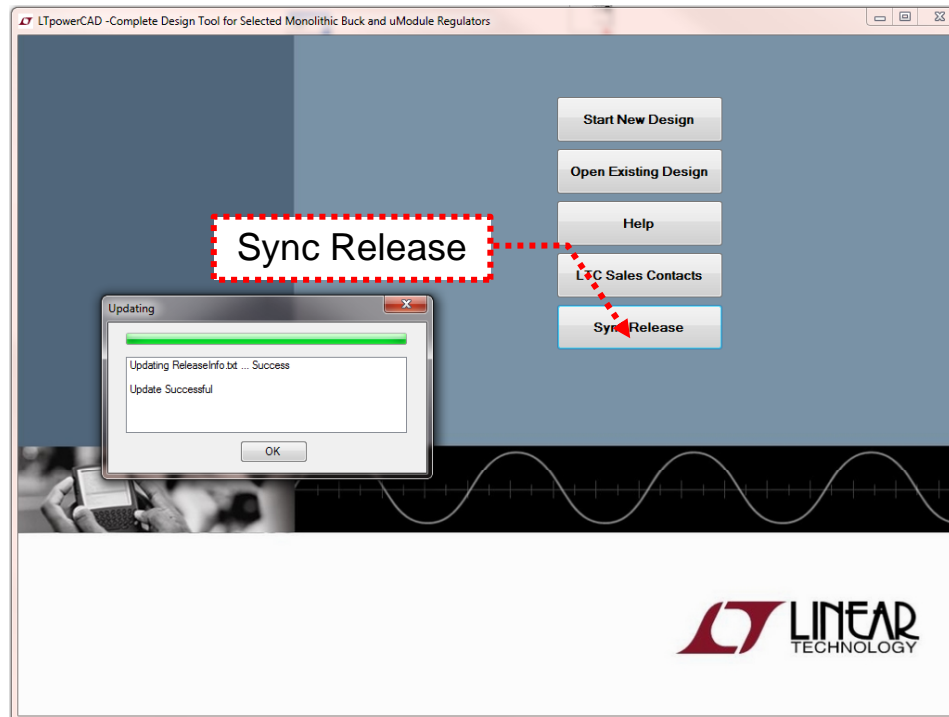 LTpowerCAD -Complete Design Tool for Selected Monolithic Buck and uModule Regulators
Start New Design
Open Existing Design
Help
Sync Release
LTC Sales Contacts
Sync Release
Updating
Updating ReleaseInfo.txt ... Success
Update Successful
OK
LINEAR
TECHNOLOGY